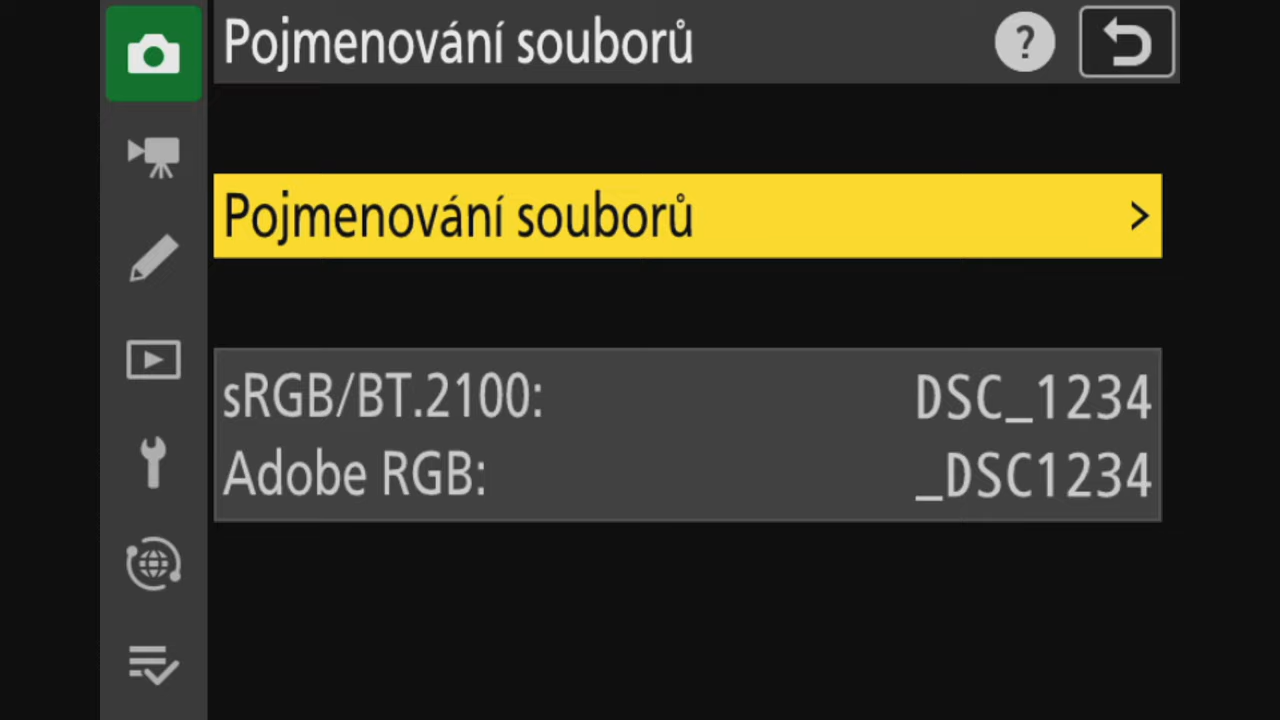 Pojmenování souborů ?
Pojmenování souborů >
sRGB/BT.2100: DSC_1234
Adobe RGB: _DSC1234